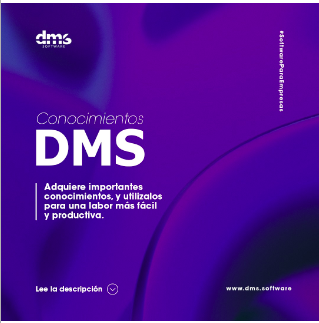 dms
SOFTWARE
#SoftwareParaEmpresas
Conocimientos
DMS
Adquiere importantes
conocimientos, y utilízalos
para una labor más fácil
y productiva.
Lee la descripción
www.dms.software